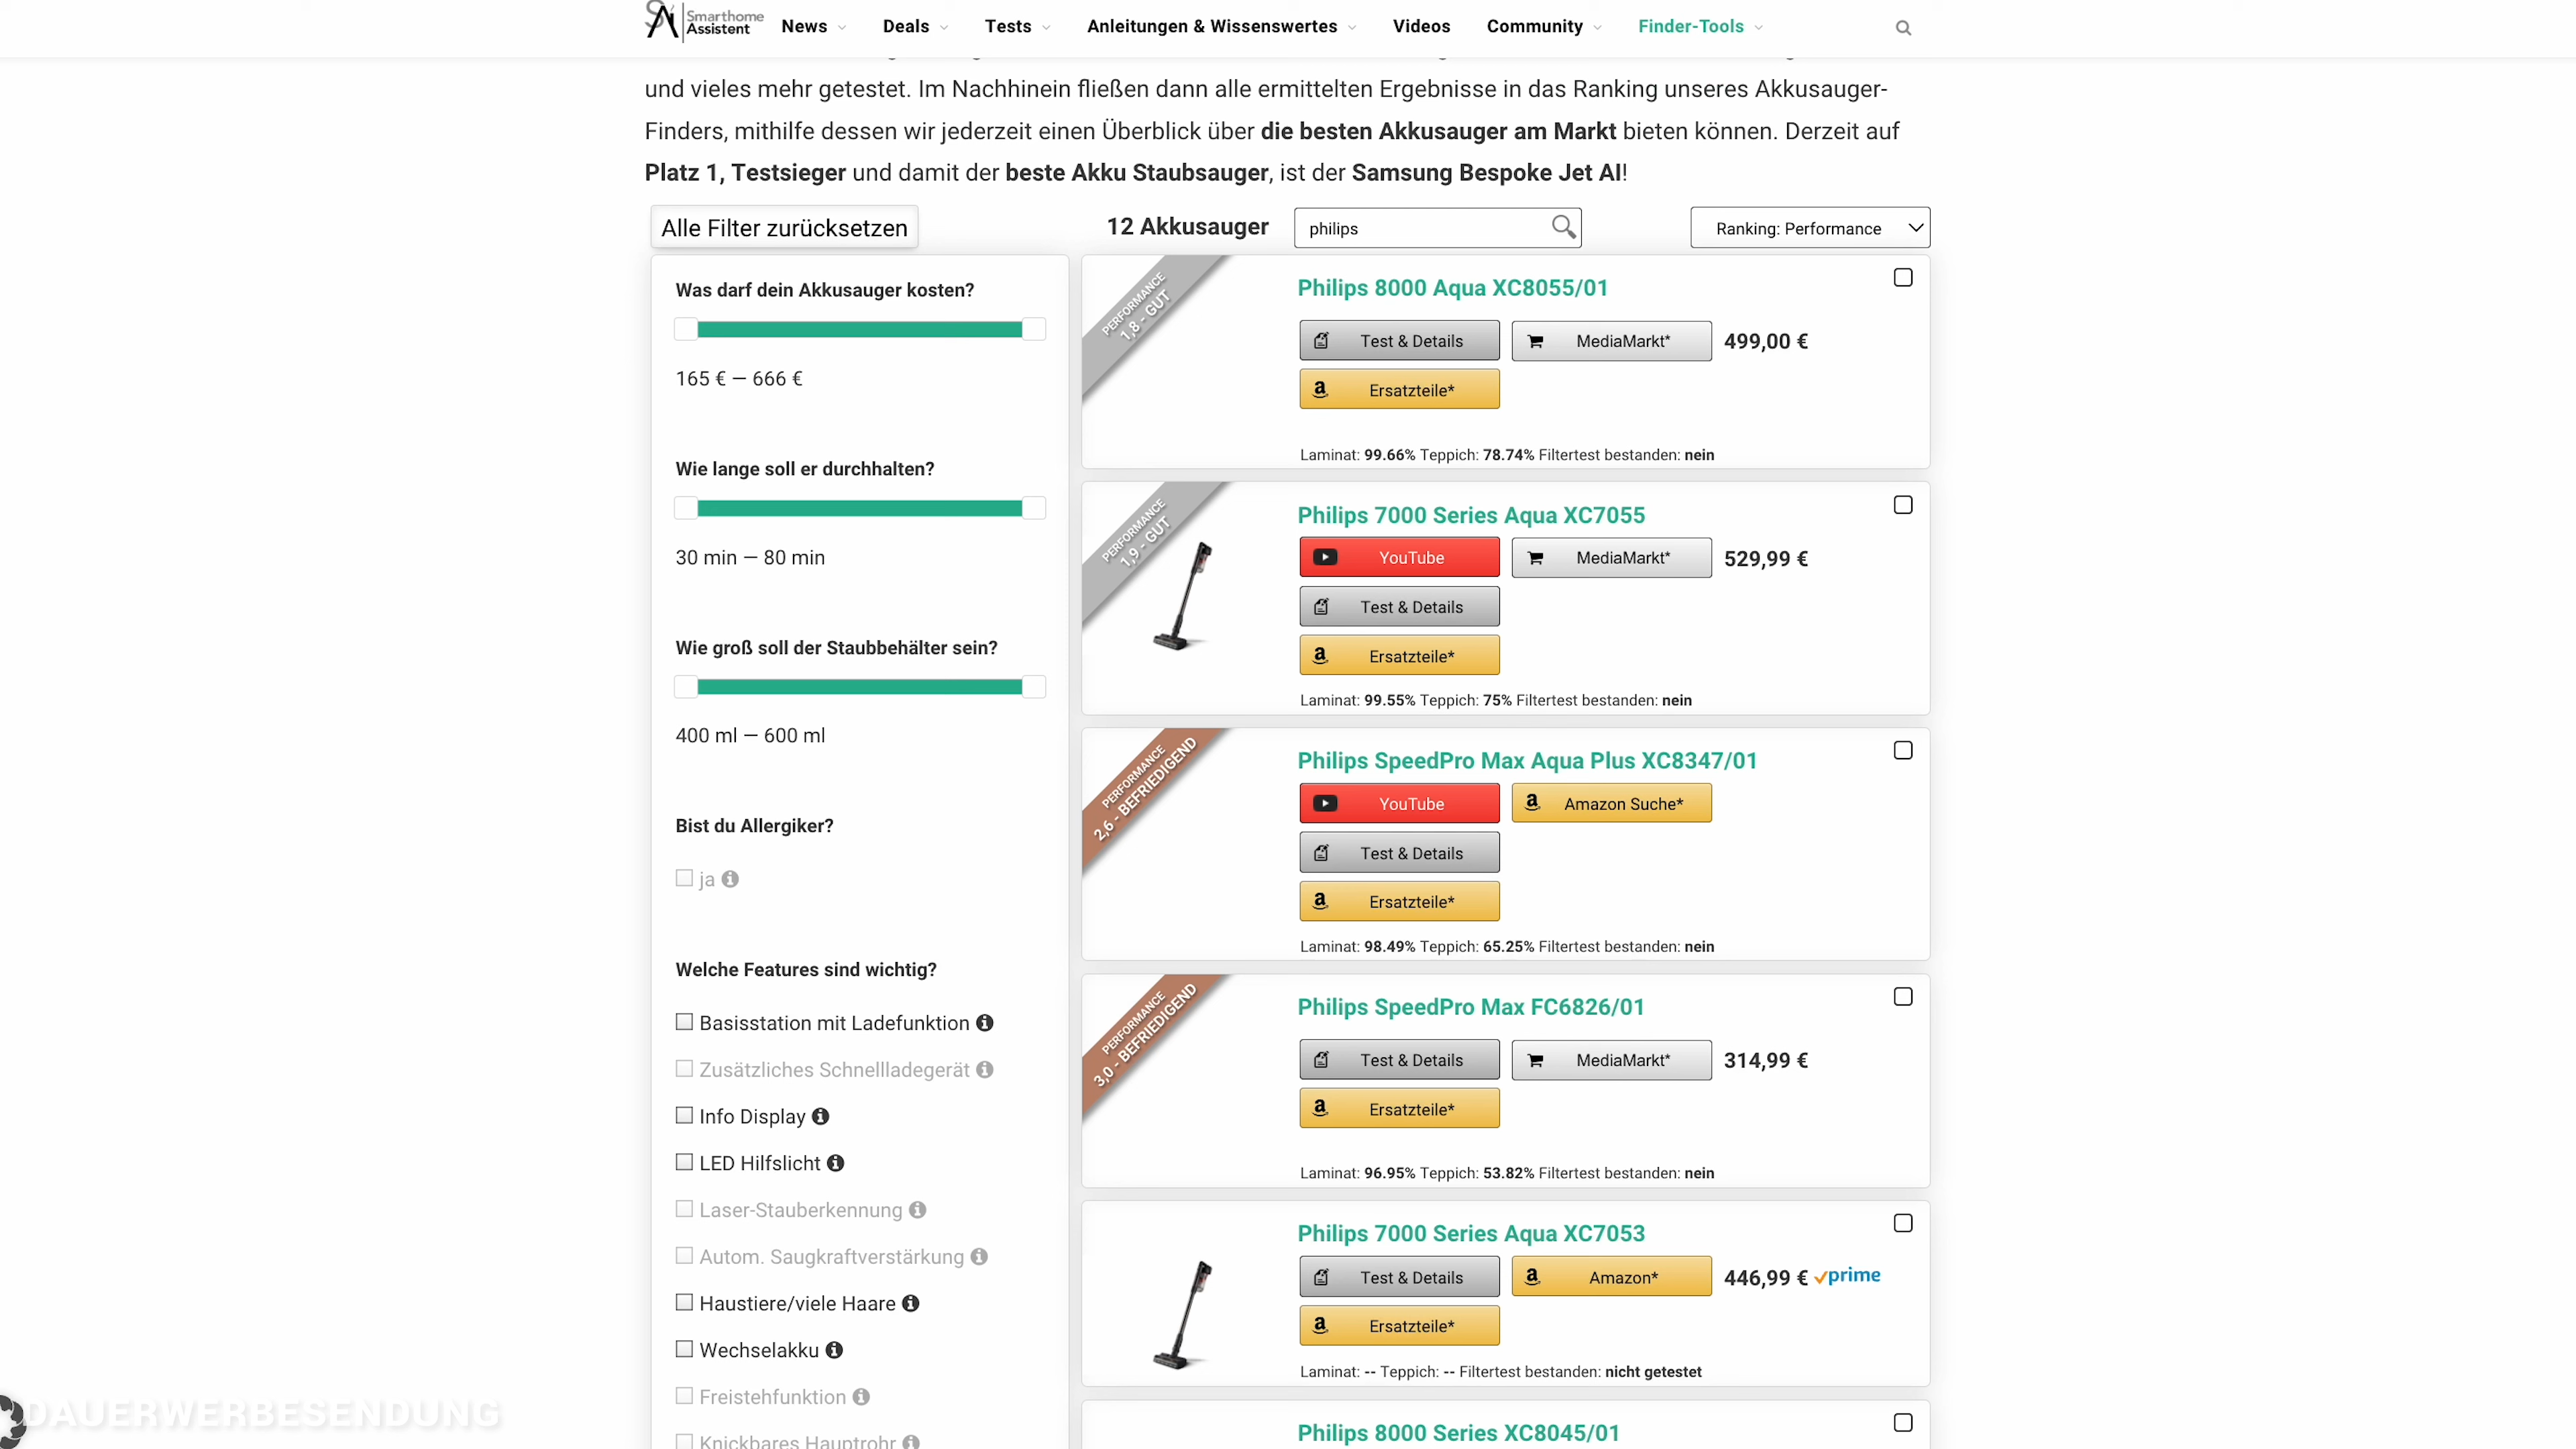 Smarthome
Assistent
News
Deals
Tests
Anleitungen & Wissenswertes
Videos
Community
Finder-Tools
und vieles mehr getestet. Im Nachhinein fließen dann alle ermittelten Ergebnisse in das Ranking unseres Akkusauger-
Finders, mithilfe dessen wir jederzeit einen Überblick über die besten Akkusauger am Markt bieten können. Derzeit auf
Platz 1, Testsieger und damit der beste Akku Staubsauger, ist der Samsung Bespoke Jet AI!
Alle Filter zurücksetzen
12 Akkusauger
philips
Ranking: Performance
Was darf dein Akkusauger kosten?
165 € — 666 €
Wie lange soll er durchhalten?
30 min — 80 min
Wie groß soll der Staubbehälter sein?
400 ml — 600 ml
Bist du Allergiker?
ja
Welche Features sind wichtig?
Basisstation mit Ladefunktion
Zusätzliches Schnellladegerät
Info Display
LED Hilfslicht
Laser-Stauberkennung
Autom. Saugkraftverstärkung
Haustiere/viele Haare
Wechselakku
Freistehfunktion
Knickbares Hauptrohr
PERFORMANCE
1,8 - GUT
Philips 8000 Aqua XC8055/01
Test & Details
MediaMarkt*
499,00 €
Ersatzteile*
Laminat: 99.66% Teppich: 78.74% Filtertest bestanden: nein
PERFORMANCE
1,9 - GUT
Philips 7000 Series Aqua XC7055
YouTube
MediaMarkt*
529,99 €
Test & Details
Ersatzteile*
Laminat: 99.55% Teppich: 75% Filtertest bestanden: nein
PERFORMANCE
2,6 - BEFRIEDIGEND
Philips SpeedPro Max Aqua Plus XC8347/01
YouTube
Amazon Suche*
Test & Details
Ersatzteile*
Laminat: 98.49% Teppich: 65.25% Filtertest bestanden: nein
PERFORMANCE
3,0 - BEFRIEDIGEND
Philips SpeedPro Max FC6826/01
Test & Details
MediaMarkt*
314,99 €
Ersatzteile*
Laminat: 96.95% Teppich: 53.82% Filtertest bestanden: nein
Philips 7000 Series Aqua XC7053
Test & Details
Amazon*
446,99 € prime
Ersatzteile*
Laminat: -- Teppich: -- Filtertest bestanden: nicht getestet
Philips 8000 Series XC8045/01
DAUERWERBESENDUNG